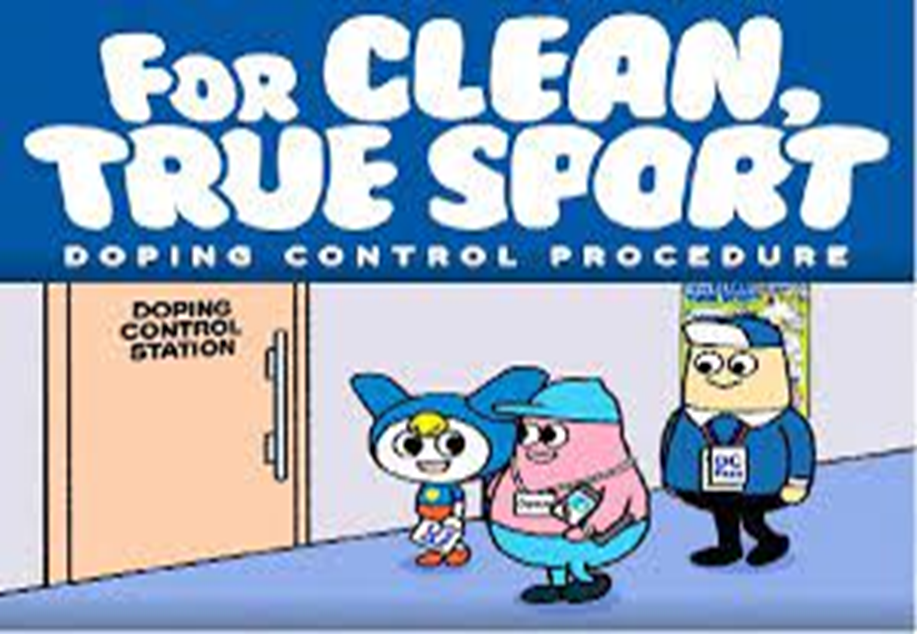 FOR CLEAN,
TRUE SPORT
DOPING CONTROL PROCEDURE
DOPING
CONTROL
STATION